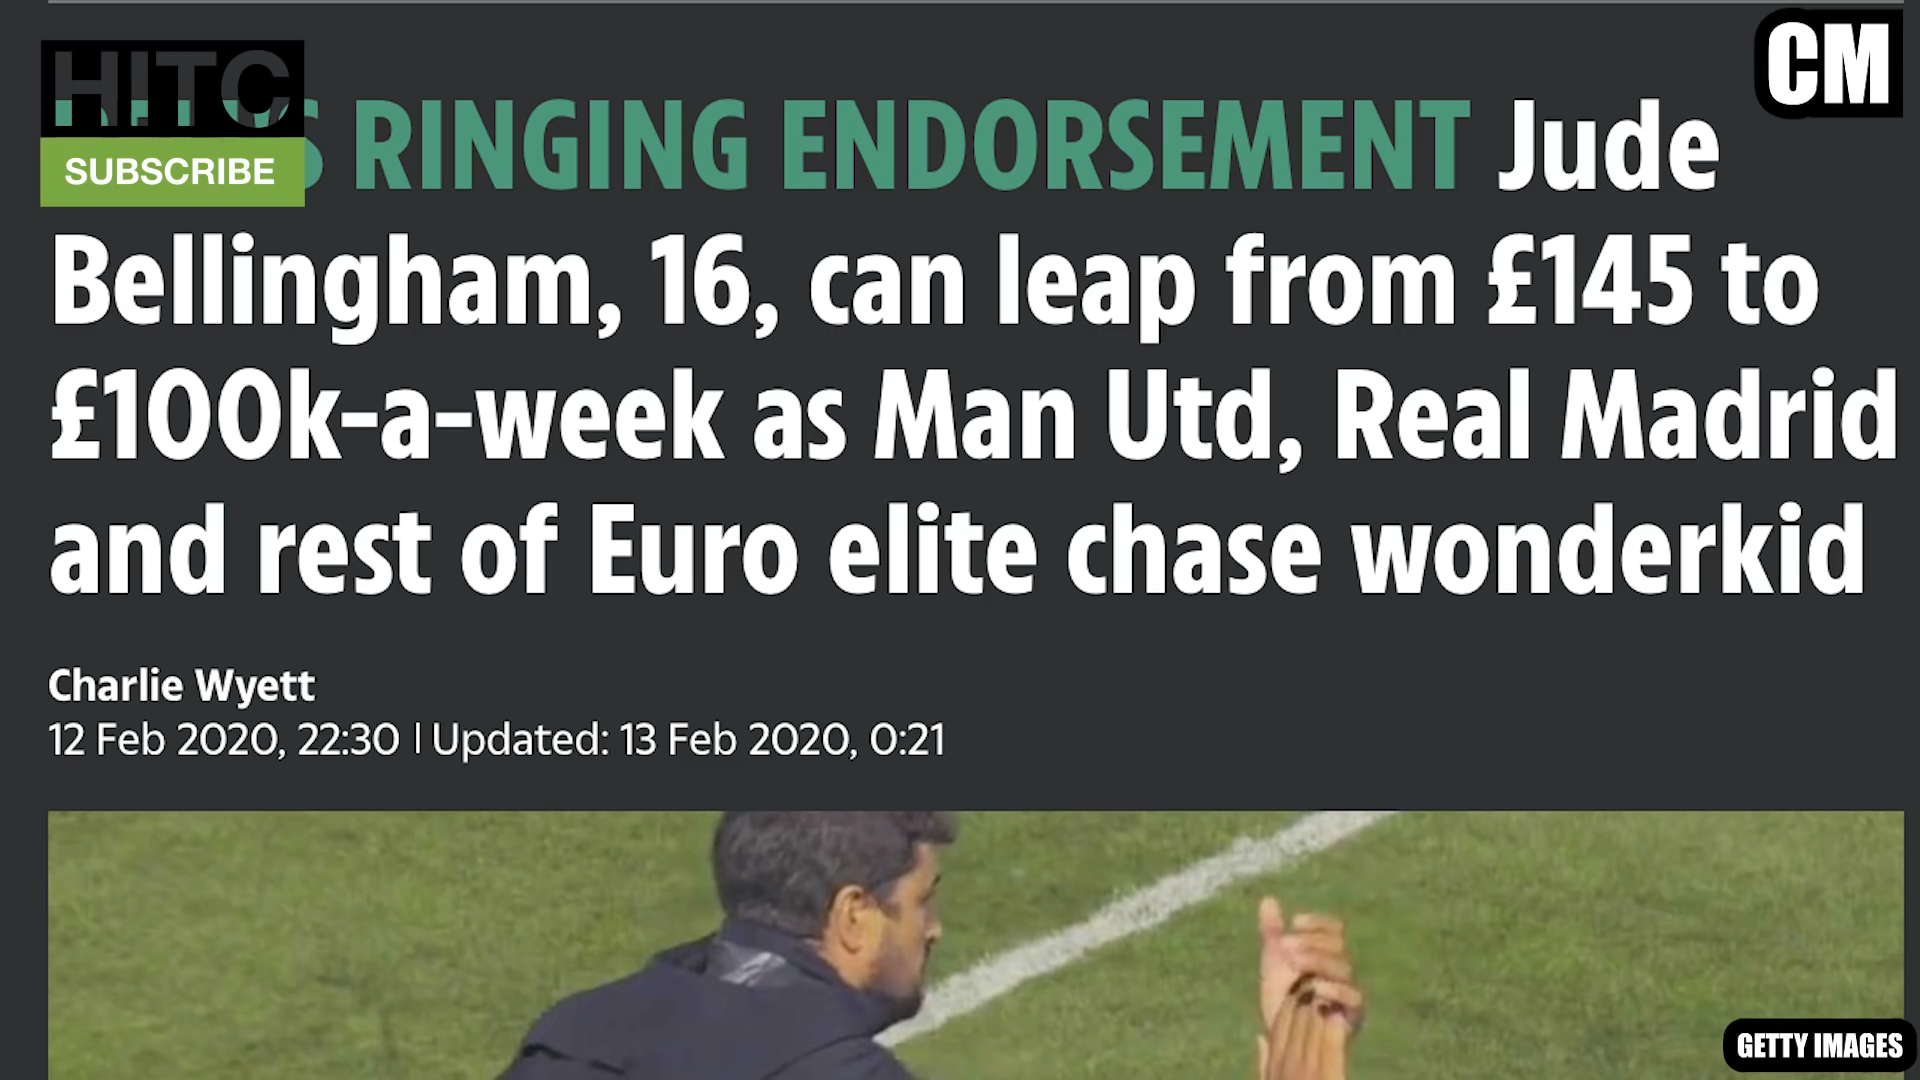 HITC
SUBSCRIBE
CM
RINGING ENDORSEMENT Jude
Bellingham, 16, can leap from £145 to
£100k-a-week as Man Utd, Real Madrid
and rest of Euro elite chase wonderkid
Charlie Wyett
12 Feb 2020, 22:30 | Updated: 13 Feb 2020, 0:21
GETTY IMAGES